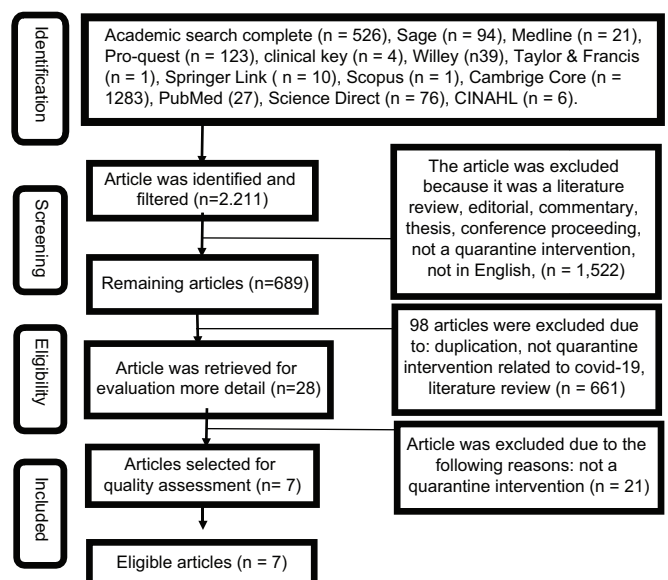 Identification
Academic search complete (n = 526), Sage (n = 94), Medline (n = 21),
Pro-quest (n = 123), clinical key (n = 4), Willey (n39), Taylor & Francis
(n = 1), Springer Link ( n = 10), Scopus (n = 1), Cambrige Core (n =
1283), PubMed (27), Science Direct (n = 76), CINAHL (n = 6).
Screening
Article was identified and
filtered (n=2.211)
The article was excluded
because it was a literature
review, editorial, commentary,
thesis, conference proceeding,
not a quarantine intervention,
not in English, (n = 1,522)
Remaining articles (n=689)
98 articles were excluded due
to: duplication, not quarantine
intervention related to covid-19,
literature review (n = 661)
Eligibility
Article was retrieved for
evaluation more detail (n=28)
Article was excluded due to the
following reasons: not a
quarantine intervention (n = 21)
Included
Articles selected for
quality assessment (n= 7)
Eligible articles (n = 7)